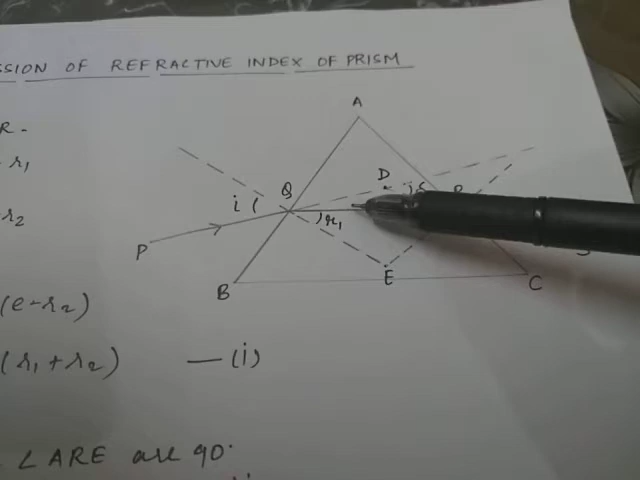 SSION OF REFRACTIVE INDEX OF PRISM
A
R-
r1
D
Q
i
r2
r1
P
E
B
C
(e-r2)
(r1+r2) —(i)
∠ARE are 90°